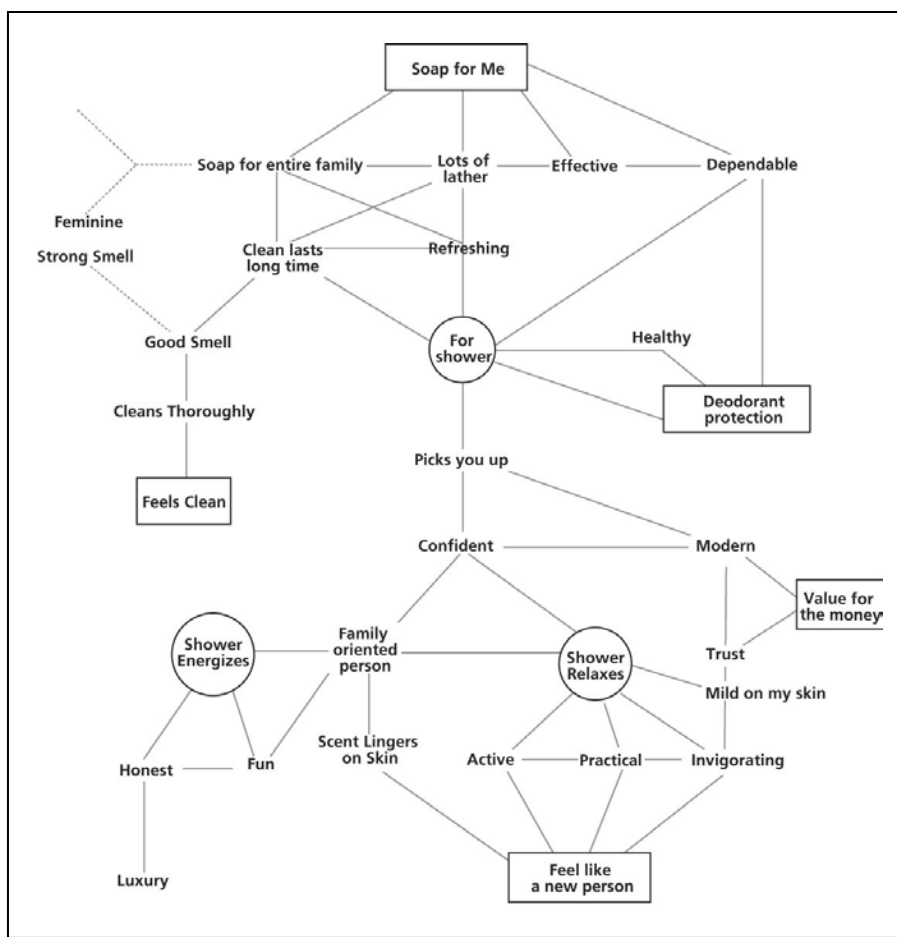 Soap for Me
Soap for entire family
Lots of
lather
Effective
Dependable
Feminine
Strong Smell
Clean lasts
long time
Refreshing
Good Smell
For
shower
Healthy
Cleans Thoroughly
Deodorant
protection
Picks you up
Feels Clean
Confident
Modern
Value for
the money
Shower
Energizes
Family
oriented
person
Shower
Relaxes
Trust
Mild on my skin
Scent Lingers
on Skin
Honest
Fun
Active
Practical
Invigorating
Luxury
Feel like
a new person